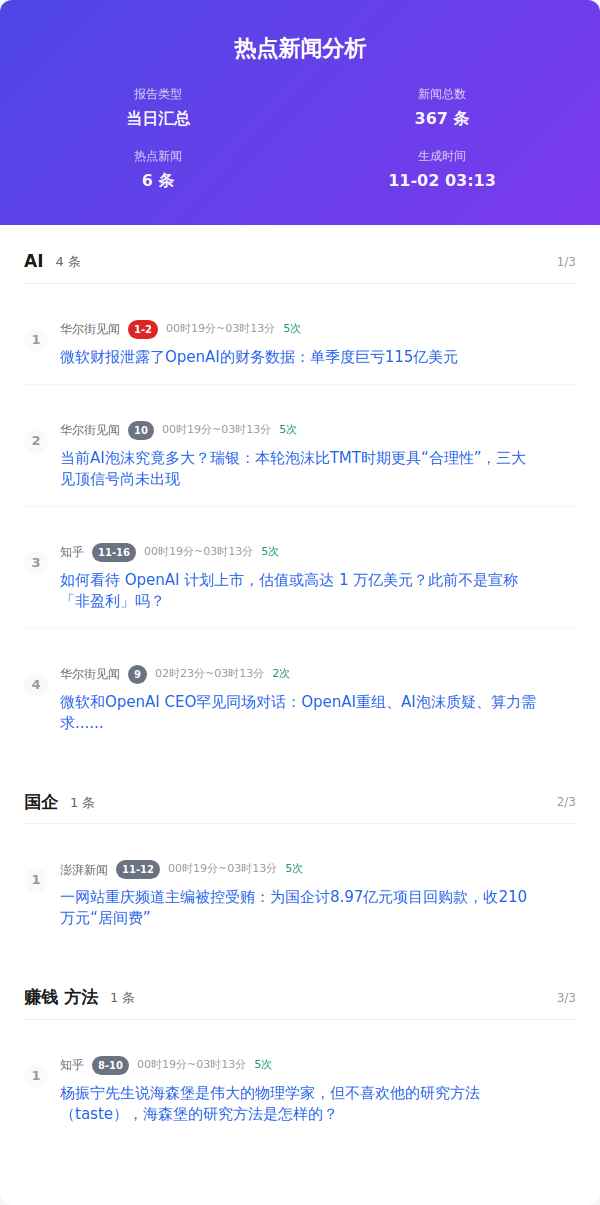 热点新闻分析
报告类型
当日汇总
新闻总数
367 条
热点新闻
6 条
生成时间
11-02 03:13
AI 4 条 1/3
1
华尔街见闻 1-2 00时19分~03时13分 5次
微软财报泄露了OpenAI的财务数据：单季度巨亏115亿美元
2
华尔街见闻 10 00时19分~03时13分 5次
当前AI泡沫究竟多大？瑞银：本轮泡沫比TMT时期更具“合理性”，三大
见顶信号尚未出现
3
知乎 11-16 00时19分~03时13分 5次
如何看待 OpenAI 计划上市，估值或高达 1 万亿美元？此前不是宣称
「非盈利」吗？
4
华尔街见闻 9 02时23分~03时13分 2次
微软和OpenAI CEO罕见同场对话：OpenAI重组、AI泡沫质疑、算力需
求……
国企 1 条 2/3
1
澎湃新闻 11-12 00时19分~03时13分 5次
一网站重庆频道主编被控受贿：为国企讨8.97亿元项目回购款，收210
万元“居间费”
赚钱 方法 1 条 3/3
1
知乎 8-10 00时19分~03时13分 5次
杨振宁先生说海森堡是伟大的物理学家，但不喜欢他的研究方法
（taste），海森堡的研究方法是怎样的？